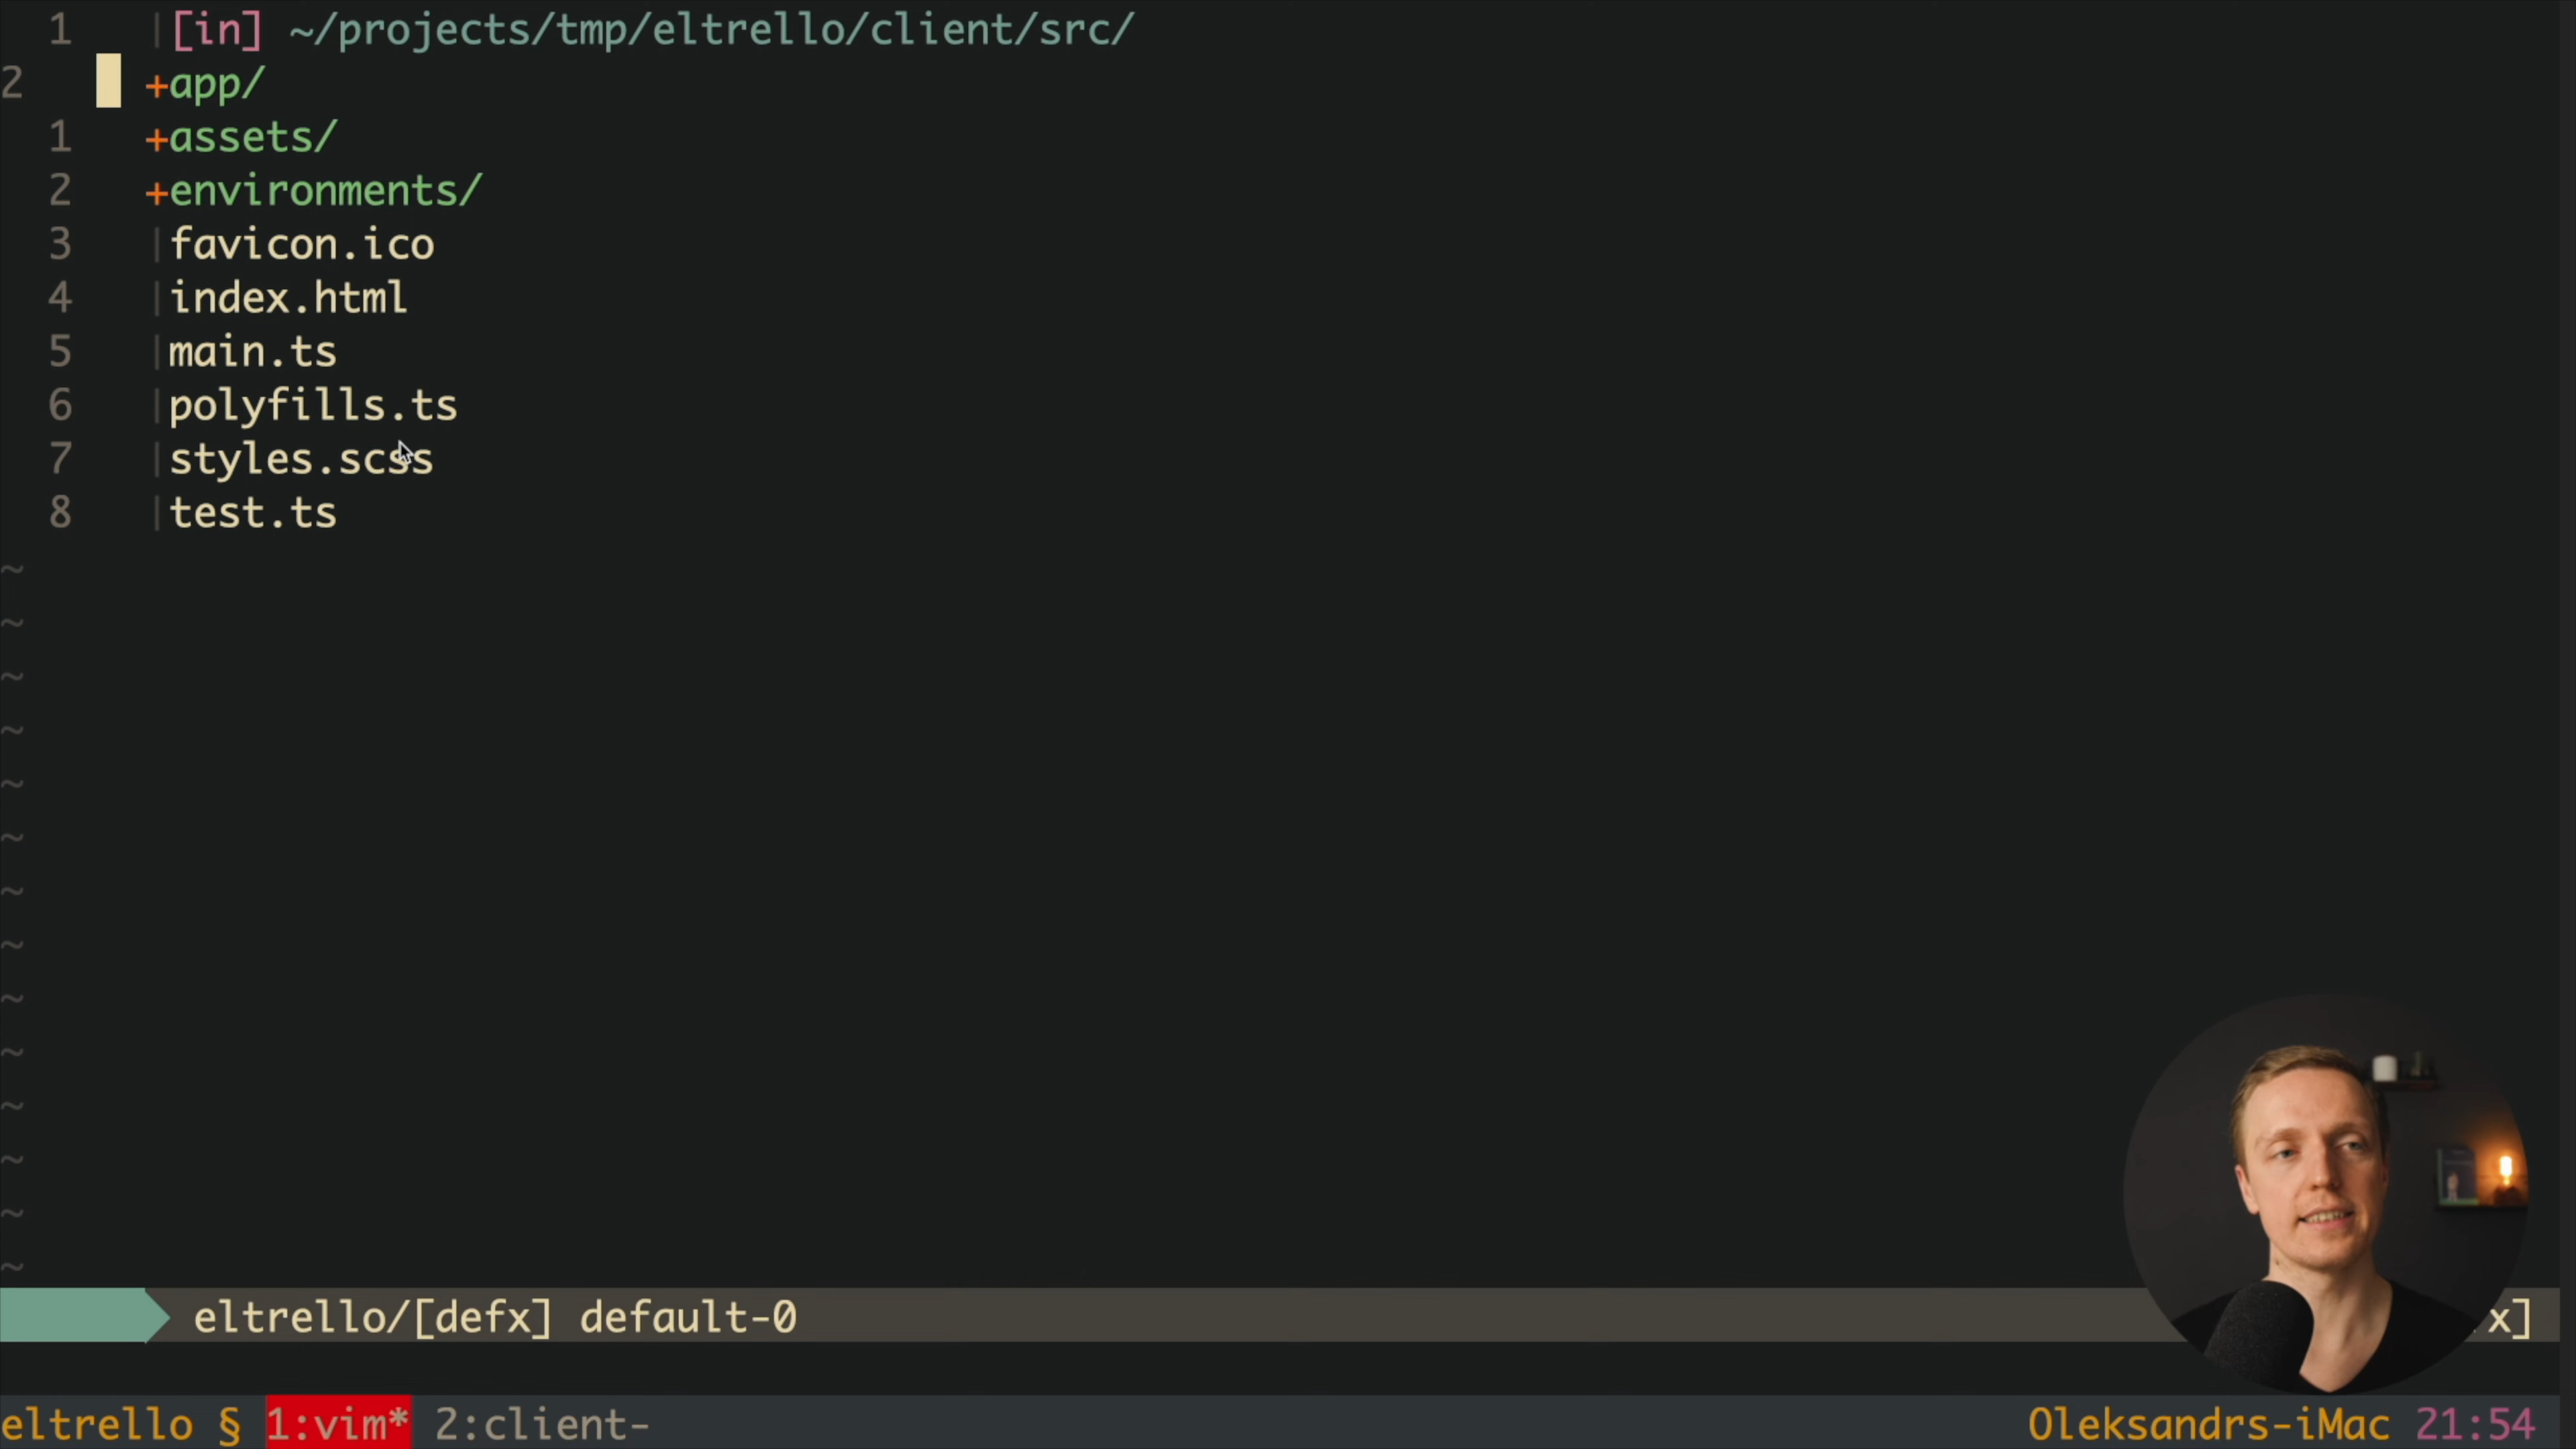 1 |[in] ~/projects/tmp/eltrello/client/src/
2 +app/
1 +assets/
2 +environments/
3 |favicon.ico
4 |index.html
5 |main.ts
6 |polyfills.ts
7 |styles.scss
8 |test.ts
~
~
~
~
~
~
~
~
~
~
~
~
~
~
eltrello/[defx] default-0 x]
eltrello § 1:vim* 2:client- Oleksandrs-iMac 21:54